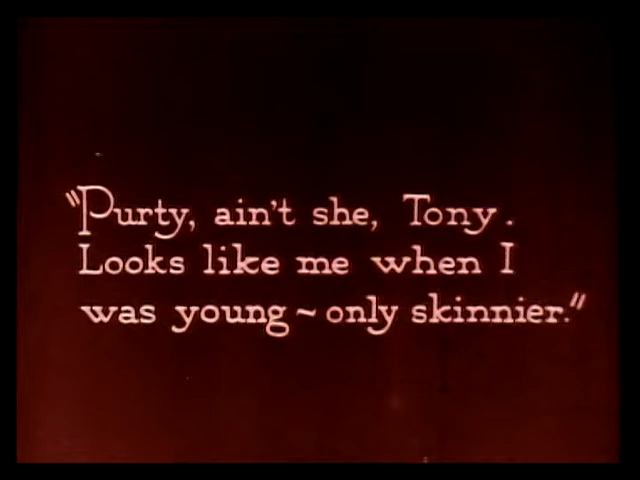 "Purty, ain't she, Tony.
Looks like me when I
was young ~ only skinnier."